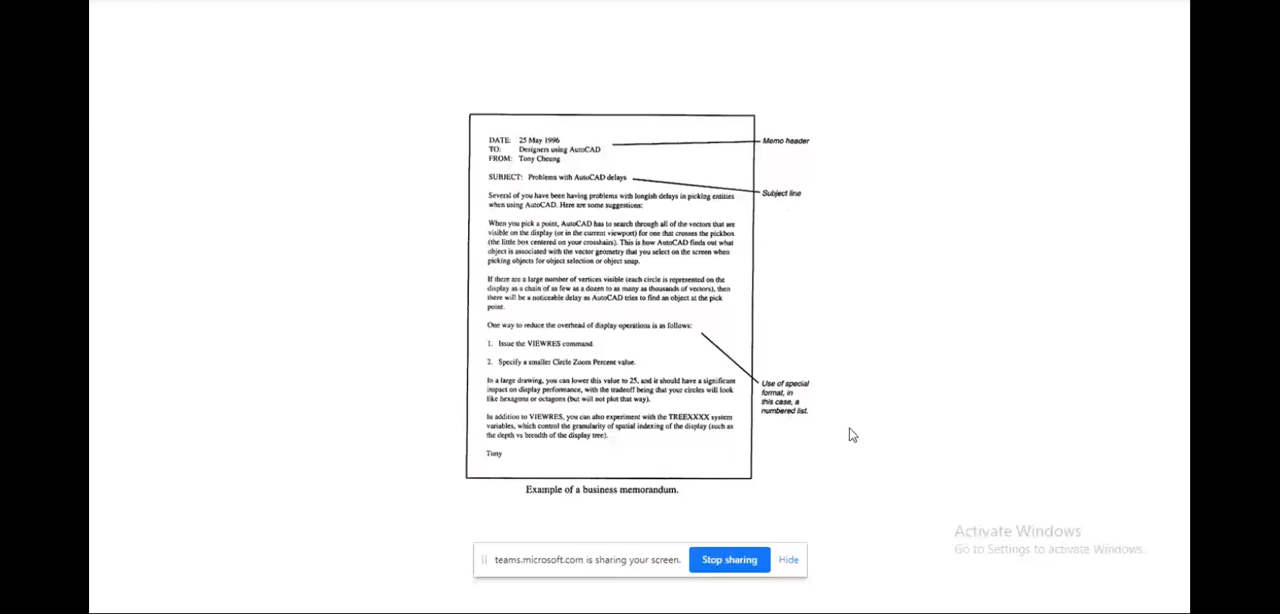 DATE: 25 May 1996
TO: Designers using AutoCAD
FROM: Tony Cheung
Memo header
SUBJECT: Problems with AutoCAD delays
Subject line
Several of you have been having problems with longish delays in picking entities
when using AutoCAD. Here are some suggestions:
When you pick a point, AutoCAD has to search through all of the vectors that are
visible on the display (or in the current viewport) for one that crosses the pickbox
(the little box centered on your crosshairs). This is how AutoCAD finds out what
object is associated with the vector geometry that you select on the screen when
picking objects for object selection or object snap.
If there are a large number of vertices visible (each circle is represented on the
display as a chain of as few as a dozen to as many as thousands of vectors), then
there will be a noticeable delay as AutoCAD tries to find an object at the pick
point.
One way to reduce the overhead of display operations is as follows:
1. Issue the VIEWRES command.
2. Specify a smaller Circle Zoom Percent value.
In a large drawing, you can lower this value to 25, and it should have a significant
impact on display performance, with the tradeoff being that your circles will look
like hexagons or octagons (but will not plot that way).
Use of special
format, in
this case, a
numbered list.
In addition to VIEWRES, you can also experiment with the TREEXXXX system
variables, which control the granularity of spatial indexing of the display (such as
the depth vs breadth of the display tree).
Tony
Example of a business memorandum.
Activate Windows
Go to Settings to activate Windows.
teams.microsoft.com is sharing your screen.
Stop sharing
Hide